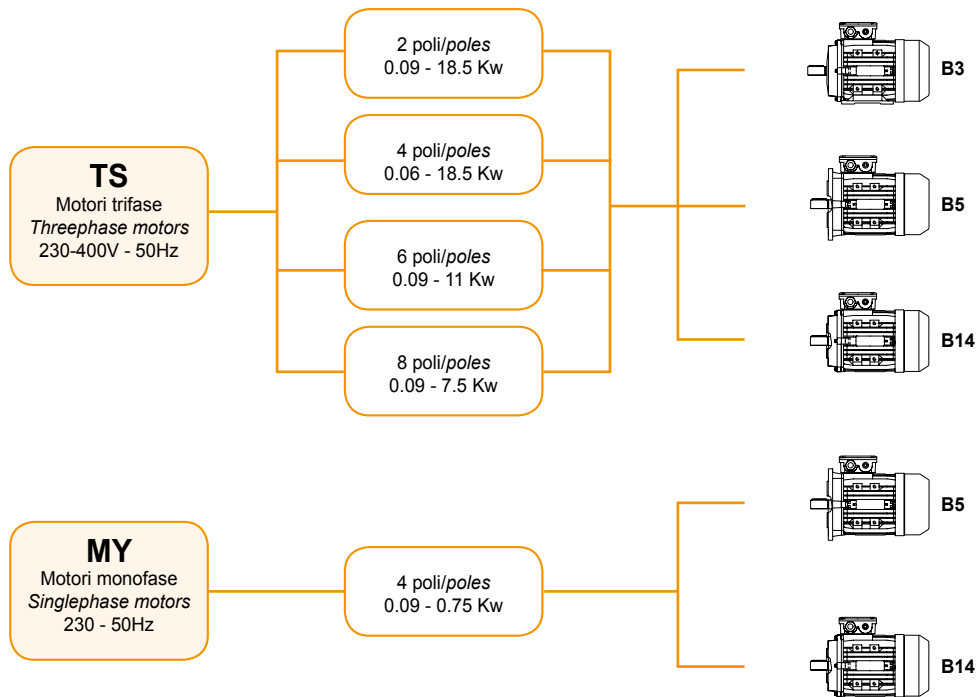 TS
Motori trifase
Threephase motors
230-400V - 50Hz
2 poli/poles
0.09 - 18.5 Kw
4 poli/poles
0.06 - 18.5 Kw
6 poli/poles
0.09 - 11 Kw
8 poli/poles
0.09 - 7.5 Kw
B3
B5
B14
MY
Motori monofase
Singlephase motors
230 - 50Hz
4 poli/poles
0.09 - 0.75 Kw
B5
B14